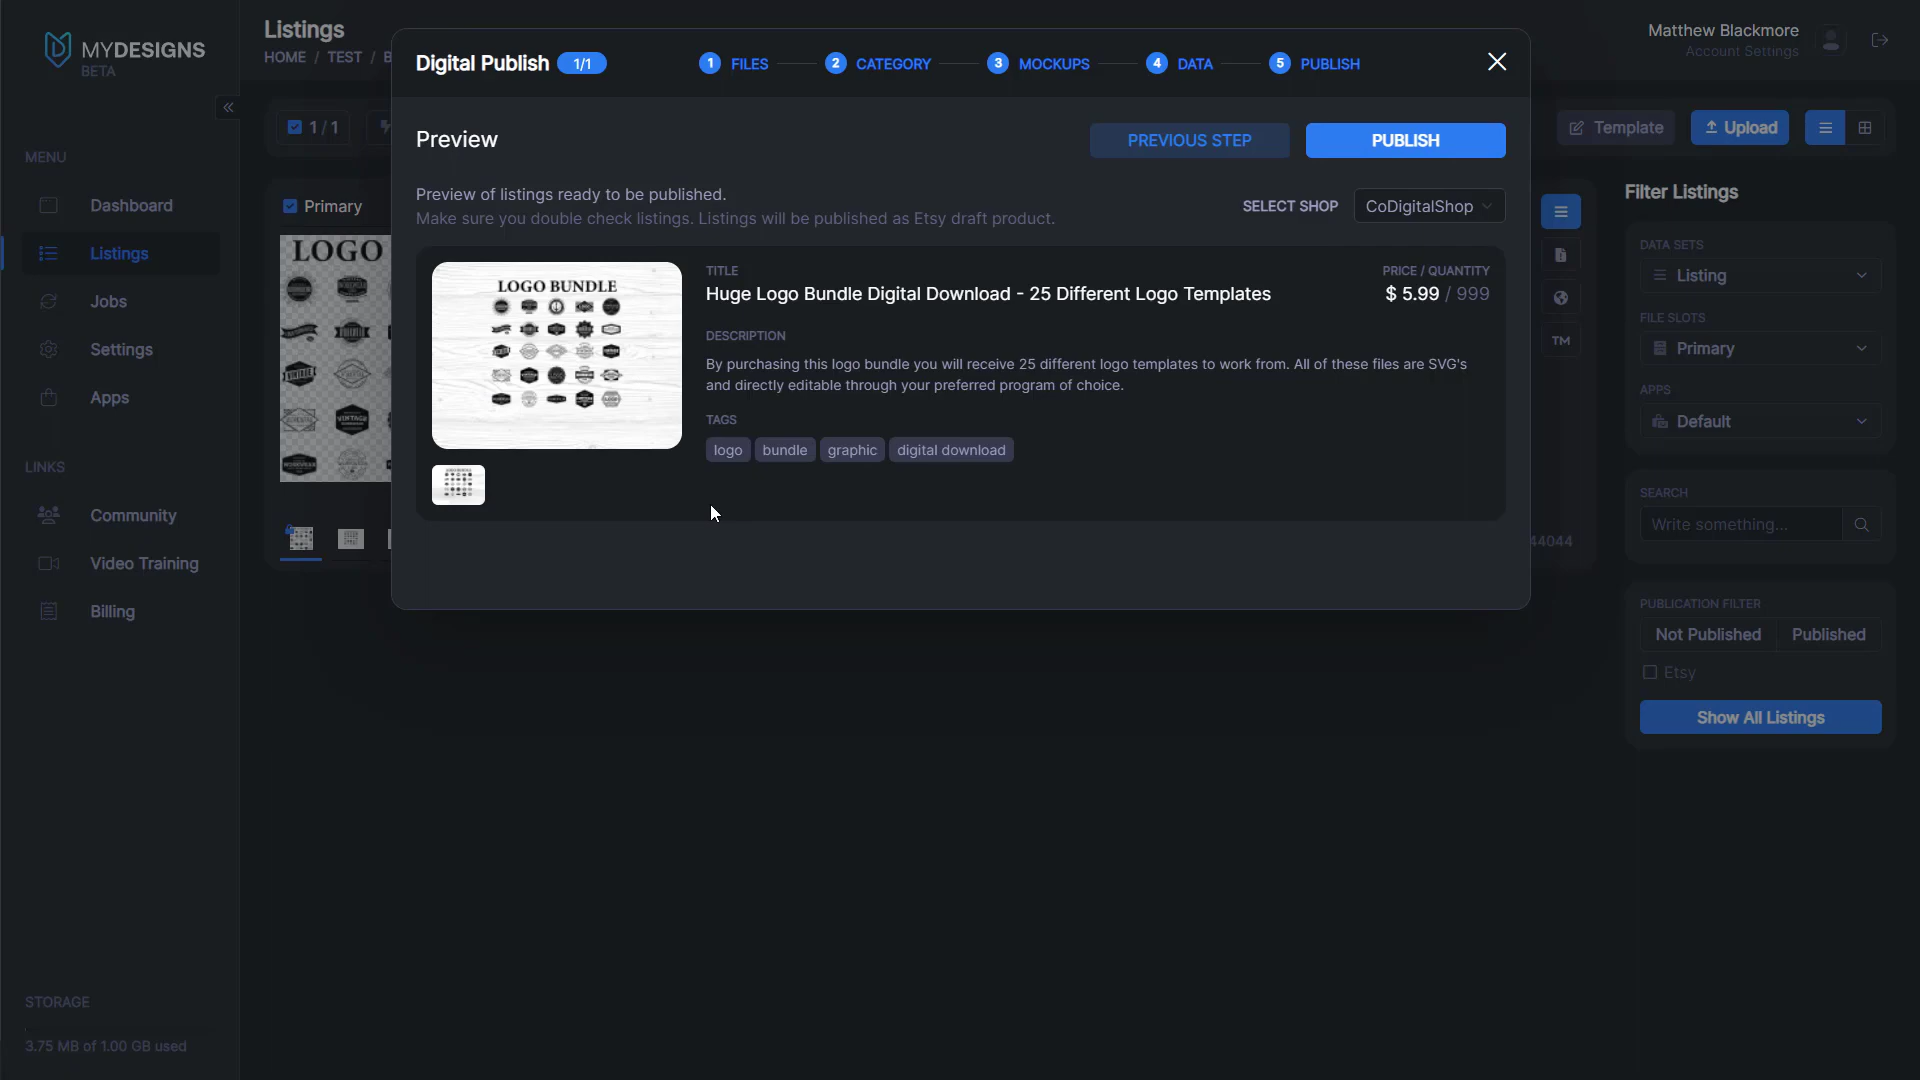 MYDESIGNS
BETA
MENU
Dashboard
Listings
Jobs
Settings
Apps
LINKS
Community
Video Training
Billing
STORAGE
3.75 MB of 1.00 GB used
Listings
HOME / TEST / B
1 / 1
Primary
LOGO
Digital Publish 1/1
1 FILES
2 CATEGORY
3 MOCKUPS
4 DATA
5 PUBLISH
Preview
PREVIOUS STEP
PUBLISH
Preview of listings ready to be published.
Make sure you double check listings. Listings will be published as Etsy draft product.
SELECT SHOP
CoDigitalShop
LOGO BUNDLE
TITLE
Huge Logo Bundle Digital Download - 25 Different Logo Templates
PRICE / QUANTITY
$ 5.99 / 999
DESCRIPTION
By purchasing this logo bundle you will receive 25 different logo templates to work from. All of these files are SVG's
and directly editable through your preferred program of choice.
TAGS
logo
bundle
graphic
digital download
Matthew Blackmore
Account Settings
Template
Upload
TM
44044
Filter Listings
DATA SETS
Listing
FILE SLOTS
Primary
APPS
Default
SEARCH
Write something...
PUBLICATION FILTER
Not Published
Published
Etsy
Show All Listings